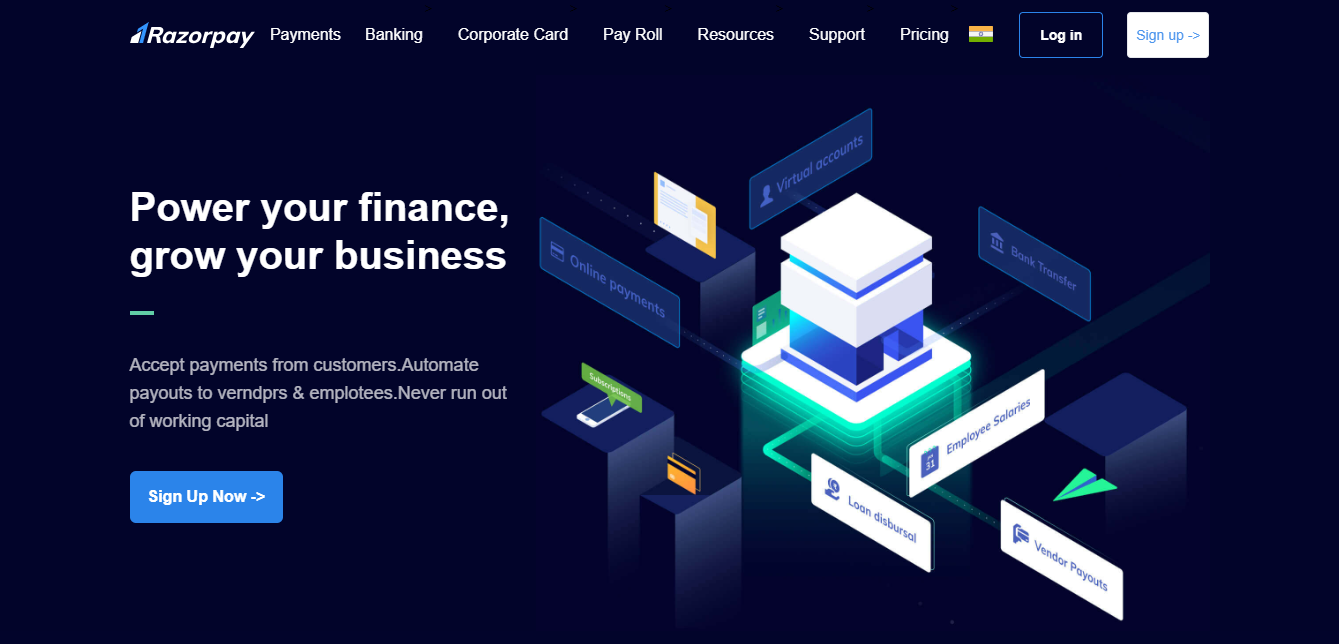 Razorpay Payments Banking Corporate Card Pay Roll Resources Support Pricing Log in Sign up ->
Power your finance,
grow your business
Accept payments from customers.Automate
payouts to verndprs & emplotees.Never run out
of working capital
Sign Up Now ->
Virtual accounts
Online payments
Bank Transfer
Subscriptions
Employee Salaries
31
Loan disbursal
Vendor Payouts